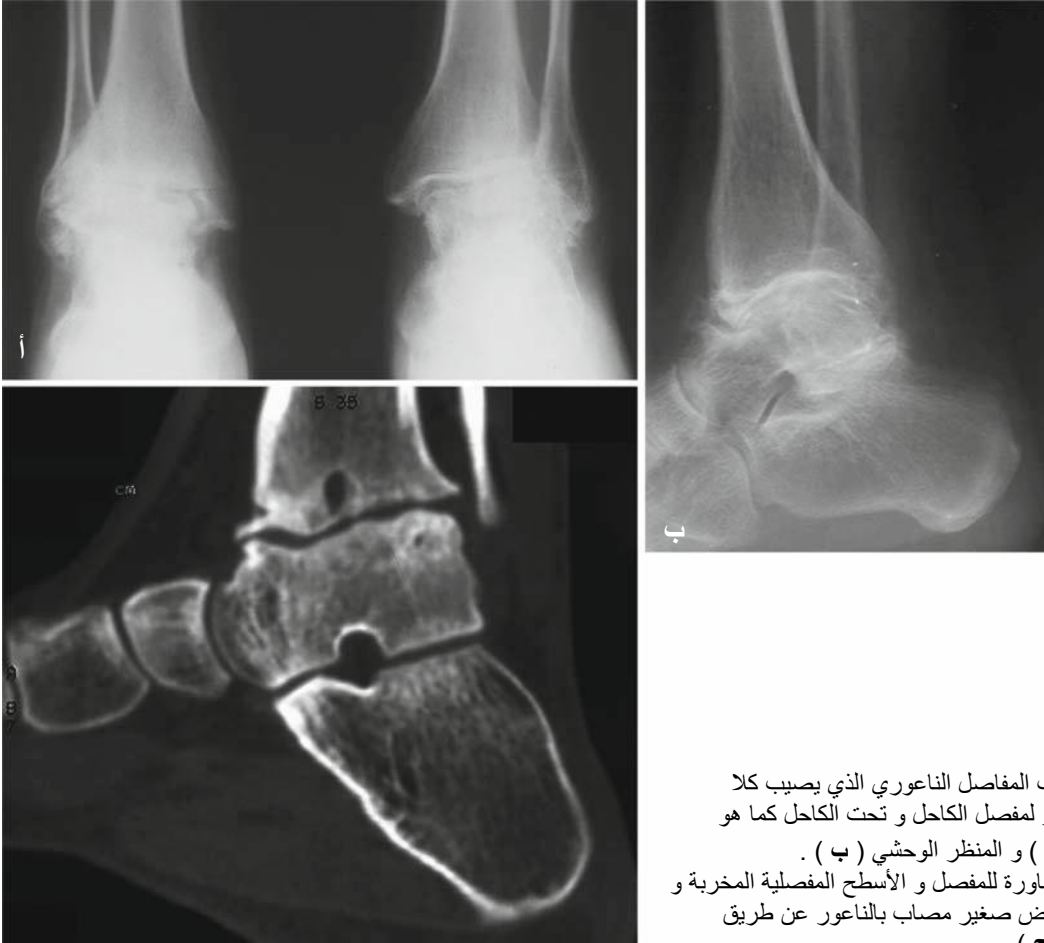 أ
ب
S 35
cm
المفاصل الناعوري الذي يصيب كلا
لمفصل الكاحل و تحت الكاحل كما هو
) و المنظر الوحشي ( ب ) .
للمفصل و الأسطح المفصلية المخربة و
صغير مصاب بالناعور عن طريق